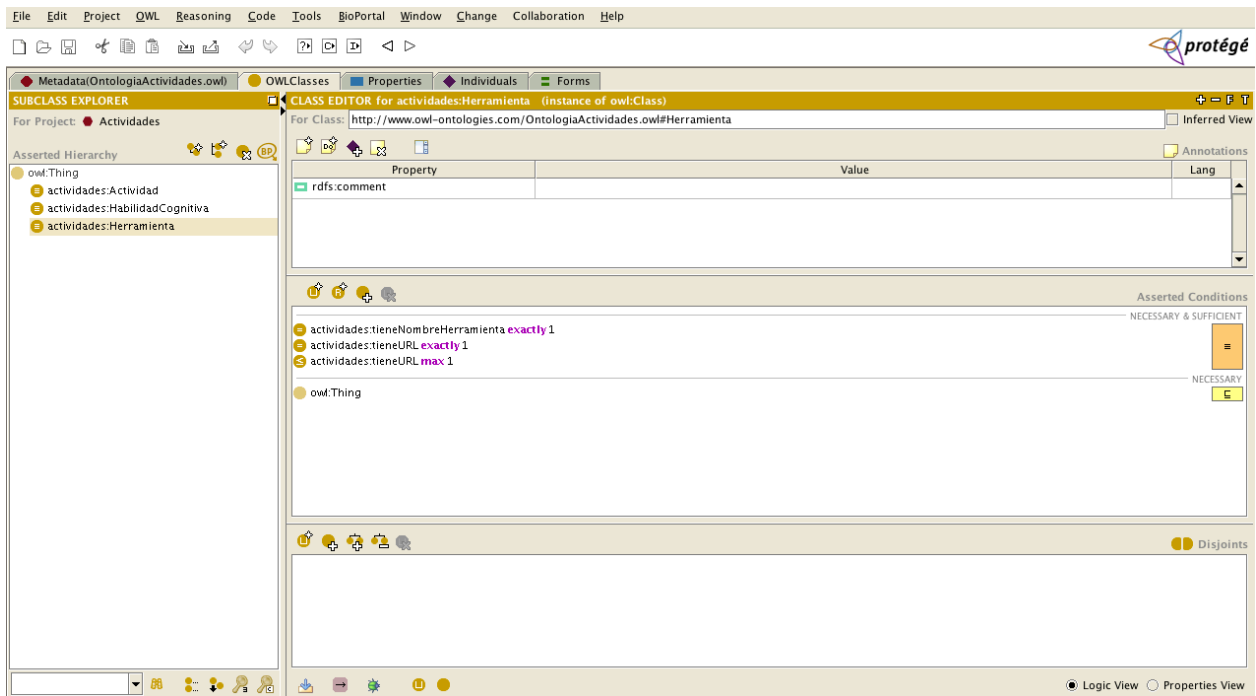 File Edit Project OWL Reasoning Code Tools BioPortal Window Change Collaboration Help
protégé
Metadata(OntologiaActividades.owl) OWLClasses Properties Individuals Forms
SUBCLASS EXPLORER
For Project: Actividades
Asserted Hierarchy
owl:Thing
actividades:Actividad
actividades:HabilidadCognitiva
actividades:Herramienta
CLASS EDITOR for actividades:Herramienta (instance of owl:Class)
For Class: http://www.owl-ontologies.com/OntologiaActividades.owl#Herramienta
Inferred View
Annotations
Property Value Lang
rdfs:comment
Asserted Conditions
NECESSARY & SUFFICIENT
actividades:tieneNombreHerramienta exactly 1
actividades:tieneURL exactly 1
actividades:tieneURL max 1
NECESSARY
owl:Thing
Disjoints
Logic View Properties View